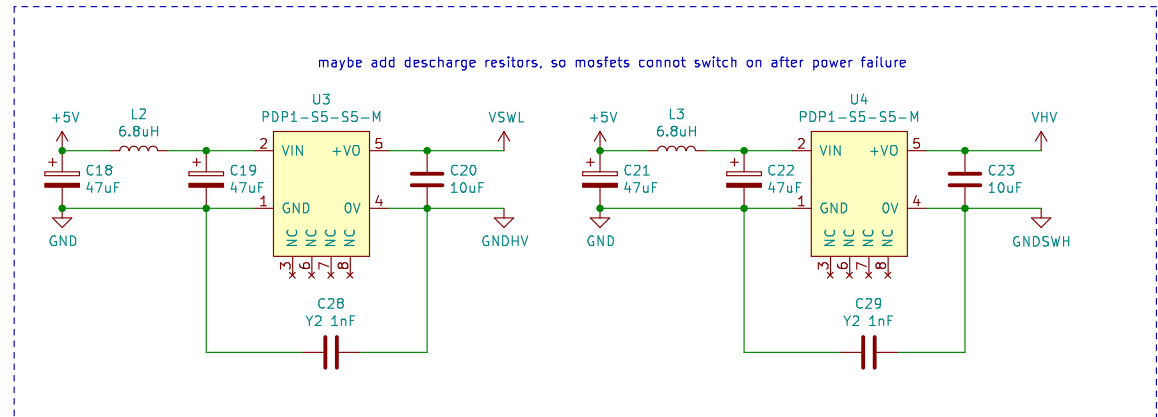 maybe add descharge resitors, so mosfets connot switch on after power failure
U3
PDP1-S5-S5-M
+5V
L2
6.8uH
VSWL
2
VIN
+VO
5
+
C18
47uF
+
C19
47uF
C20
10uF
1
GND
0V
4
GND
GNDHV
NC
NC
NC
NC
3
6
7
8
C28
Y2 1nF
U4
PDP1-S5-S5-M
+5V
L3
6.8uH
VHV
2
VIN
+VO
5
+
C21
47uF
+
C22
47uF
C23
10uF
1
GND
0V
4
GND
GNDSWH
NC
NC
NC
NC
3
6
7
8
C29
Y2 1nF